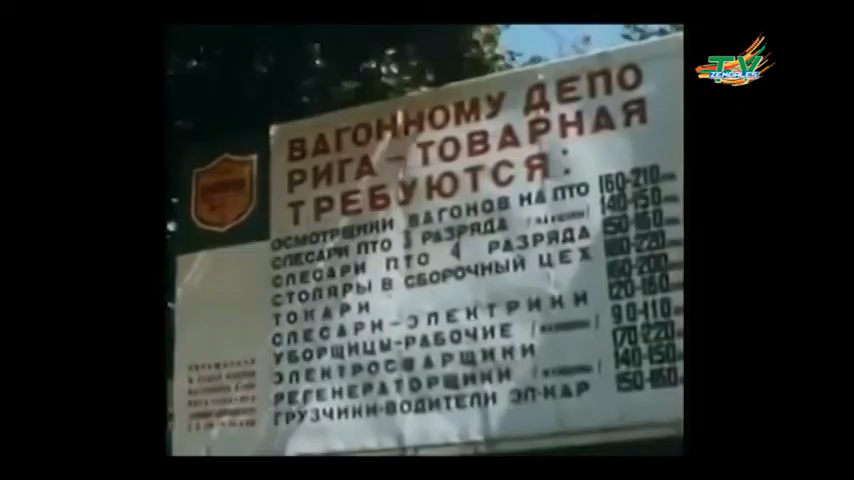 TV
ZEMGALEI
ВАГОННОМУ ДЕПО
РИГА - ТОВАРНАЯ
ТРЕБУЮТСЯ:
ОСМОТРЩИКИ ВАГОНОВ НА ПТО 160-210
СЛЕСАРИ ПТО 3 РАЗРЯДА 140-150
СЛЕСАРИ ПТО 4 РАЗРЯДА 150-160
СТОЛЯРЫ В СБОРОЧНЫЙ ЦЕХ 180-220
ТОКАРИ 160-200
СЛЕСАРИ-ЭЛЕКТРИКИ 120-160
УБОРЩИЦЫ-РАБОЧИЕ 90-110
ЭЛЕКТРОСВАРЩИКИ 170-220
РЕГЕНЕРАТОРЩИКИ 140-150
ГРУЗЧИКИ-ВОДИТЕЛИ ЭЛ-КАР 150-160